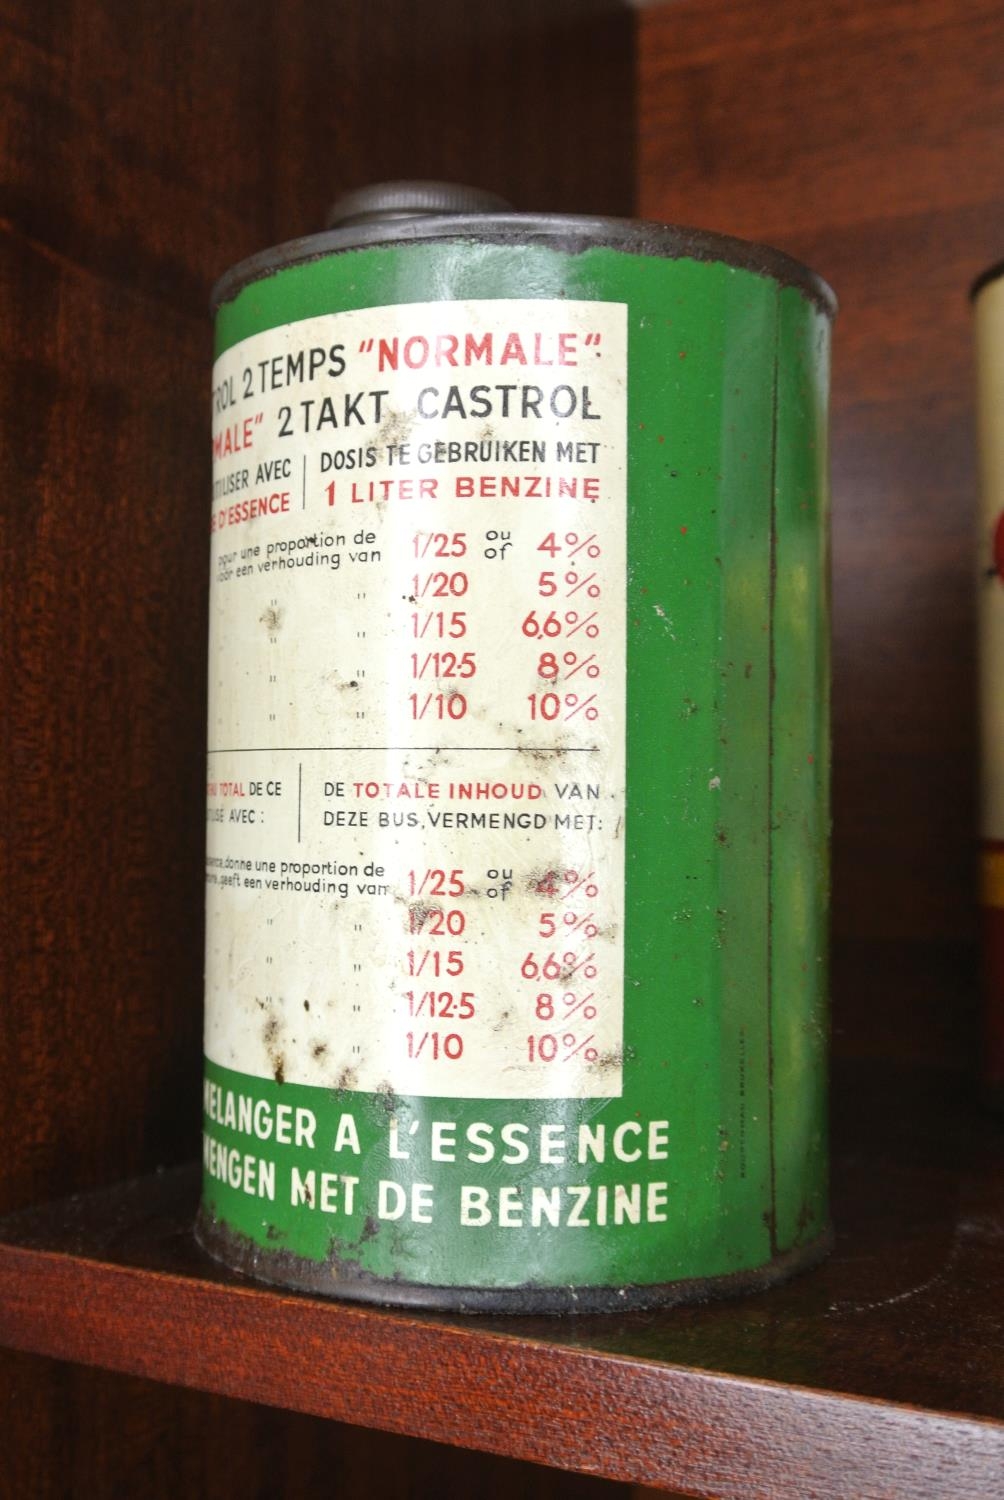 2 TEMPS "NORMALE"
2 TAKT CASTROL
AVEC
D'ESSENCE
DOSIS TE GEBRUIKEN MET
1 LITER BENZINE
pour une proportion de
voor een verhouding van
1/25 ou of 4%
" " 1/20 5%
" " 1/15 6,6%
" " 1/12·5 8%
" " 1/10 10%
TOTAL DE CE
AVEC :
DE TOTALE INHOUD VAN
DEZE BUS, VERMENGD MET:
donne une proportion de
geeft een verhouding van
1/25 ou of 4%
" " 1/20 5%
" " 1/15 6,6%
" " 1/12·5 8%
" " 1/10 10%
MELANGER A L'ESSENCE
MENGEN MET DE BENZINE